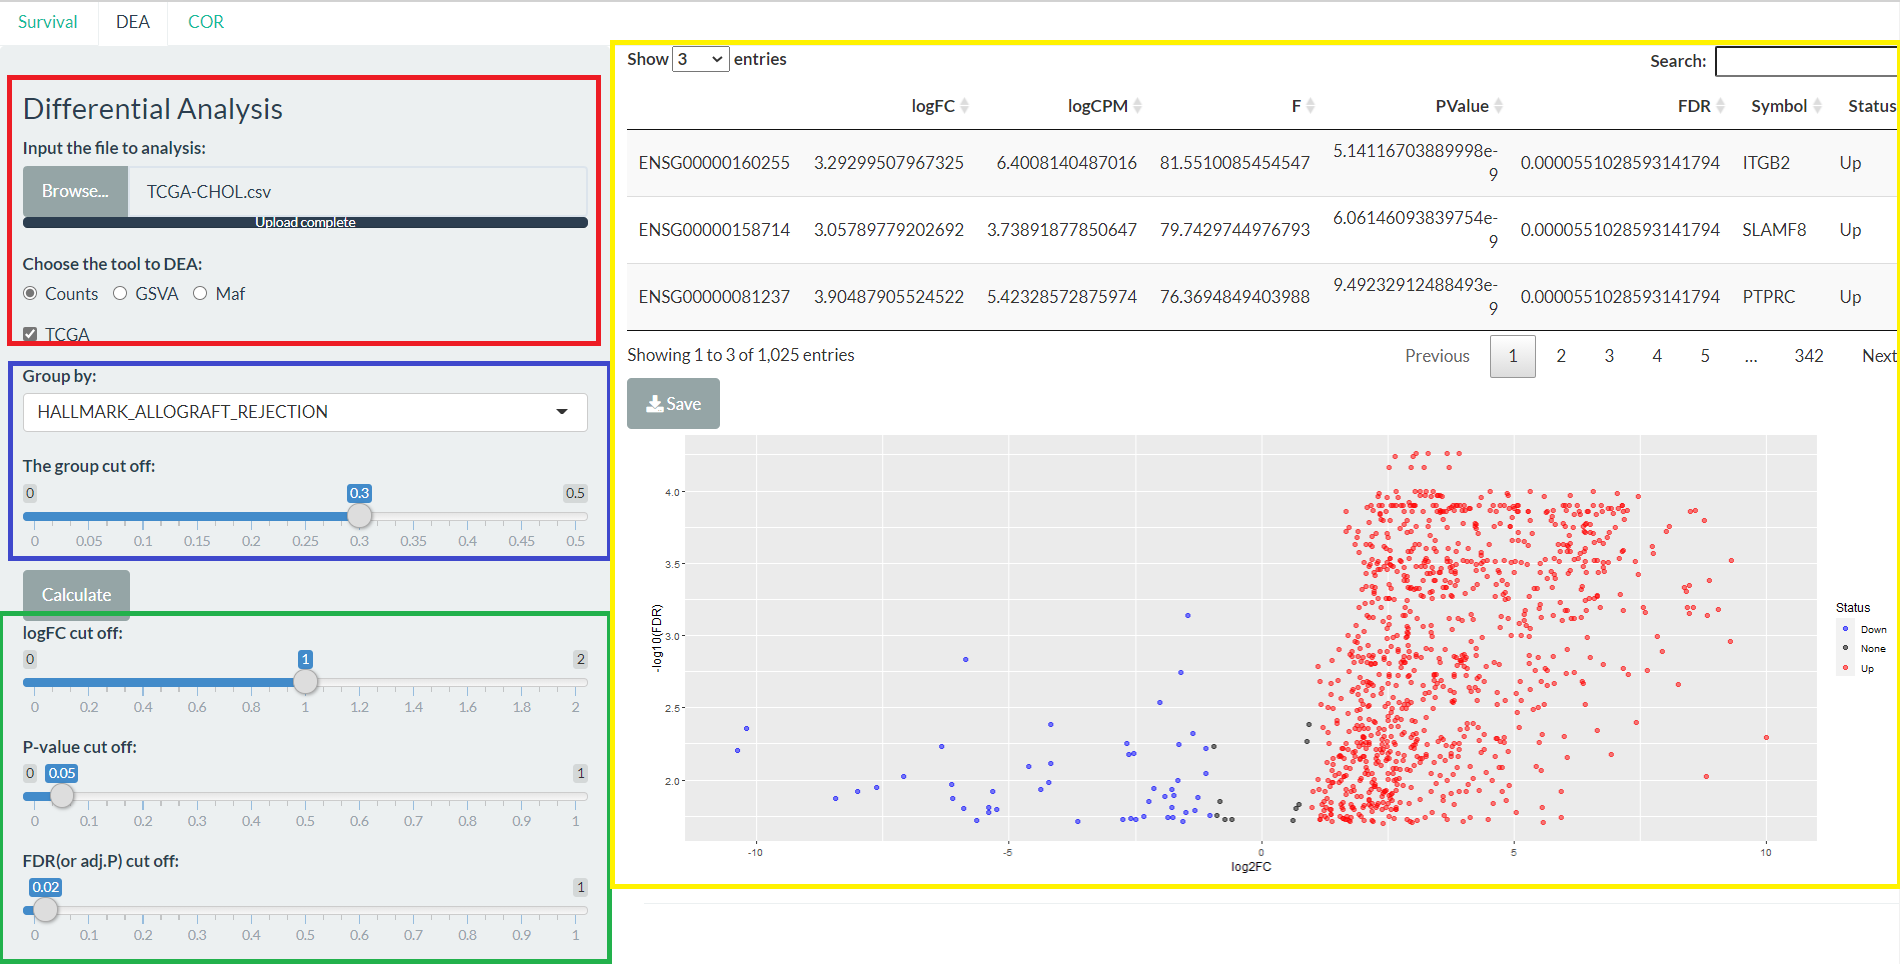 Survival DEA COR
Differential Analysis
Input the file to analysis:
Browse... TCGA-CHOL.csv
Upload complete
Choose the tool to DEA:
Counts GSVA Maf
TCGA
Group by:
HALLMARK_ALLOGRAFT_REJECTION
The group cut off:
0 0.3 0.5
0 0.05 0.1 0.15 0.2 0.25 0.3 0.35 0.4 0.45 0.5
Calculate
logFC cut off:
0 1 2
0 0.2 0.4 0.6 0.8 1 1.2 1.4 1.6 1.8 2
P-value cut off:
0 0.05 1
0 0.1 0.2 0.3 0.4 0.5 0.6 0.7 0.8 0.9 1
FDR(or adj.P) cut off:
0.02 1
0 0.1 0.2 0.3 0.4 0.5 0.6 0.7 0.8 0.9 1
Show 3 entries Search:
logFC logCPM F PValue FDR Symbol Status
ENSG00000160255 3.29299507967325 6.4008140487016 81.5510085454547 5.14116703889998e-
9 0.0000551028593141794 ITGB2 Up
ENSG00000158714 3.05789779202692 3.73891877850647 79.7429744976793 6.06146093839754e-
9 0.0000551028593141794 SLAMF8 Up
ENSG00000081237 3.90487905524522 5.42328572875974 76.3694849403988 9.49232912488493e-
9 0.0000551028593141794 PTPRC Up
Showing 1 to 3 of 1,025 entries Previous 1 2 3 4 5 ... 342 Next
Save
-log10(FDR)
4.0
3.5
3.0
2.5
2.0
-10 -5 0 5 10
log2FC
Status
Down
None
Up